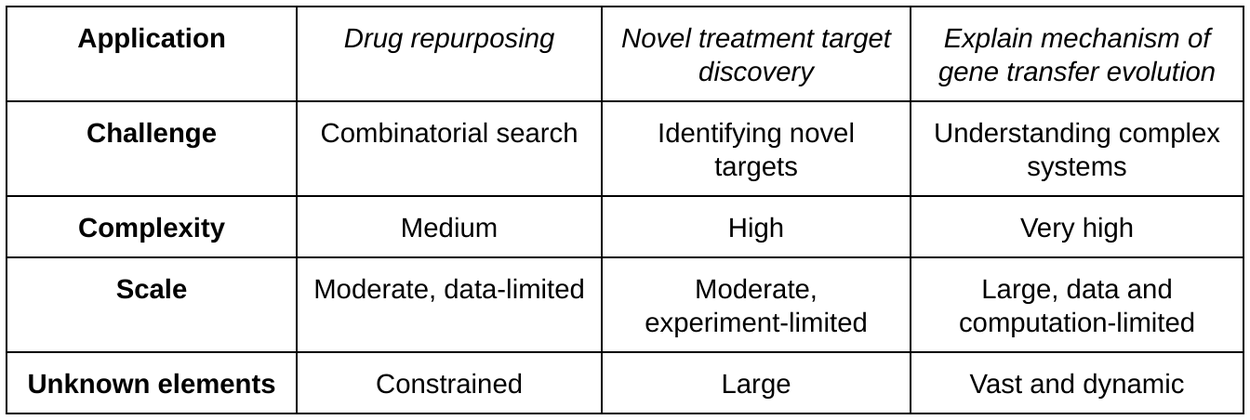 Application
Drug repurposing
Novel treatment target
discovery
Explain mechanism of
gene transfer evolution
Challenge
Combinatorial search
Identifying novel
targets
Understanding complex
systems
Complexity
Medium
High
Very high
Scale
Moderate, data-limited
Moderate,
experiment-limited
Large, data and
computation-limited
Unknown elements
Constrained
Large
Vast and dynamic